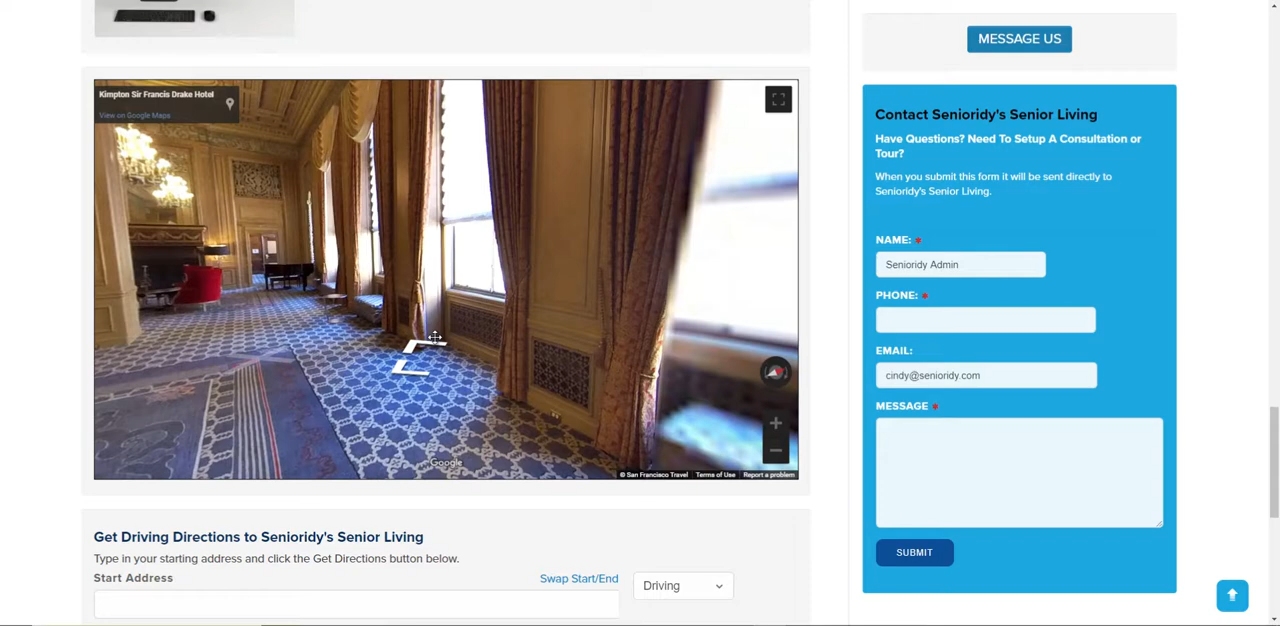 MESSAGE US
Kimpton Sir Francis Drake Hotel
View on Google Maps
Google
© San Francisco Travel
Terms of Use
Report a problem
Get Driving Directions to Senioridy's Senior Living
Type in your starting address and click the Get Directions button below.
Start Address
Swap Start/End
Driving
Contact Senioridy's Senior Living
Have Questions? Need To Setup A Consultation or
Tour?
When you submit this form it will be sent directly to
Senioridy's Senior Living.
NAME: *
Senioridy Admin
PHONE: *
EMAIL:
cindy@senioridy.com
MESSAGE *
SUBMIT